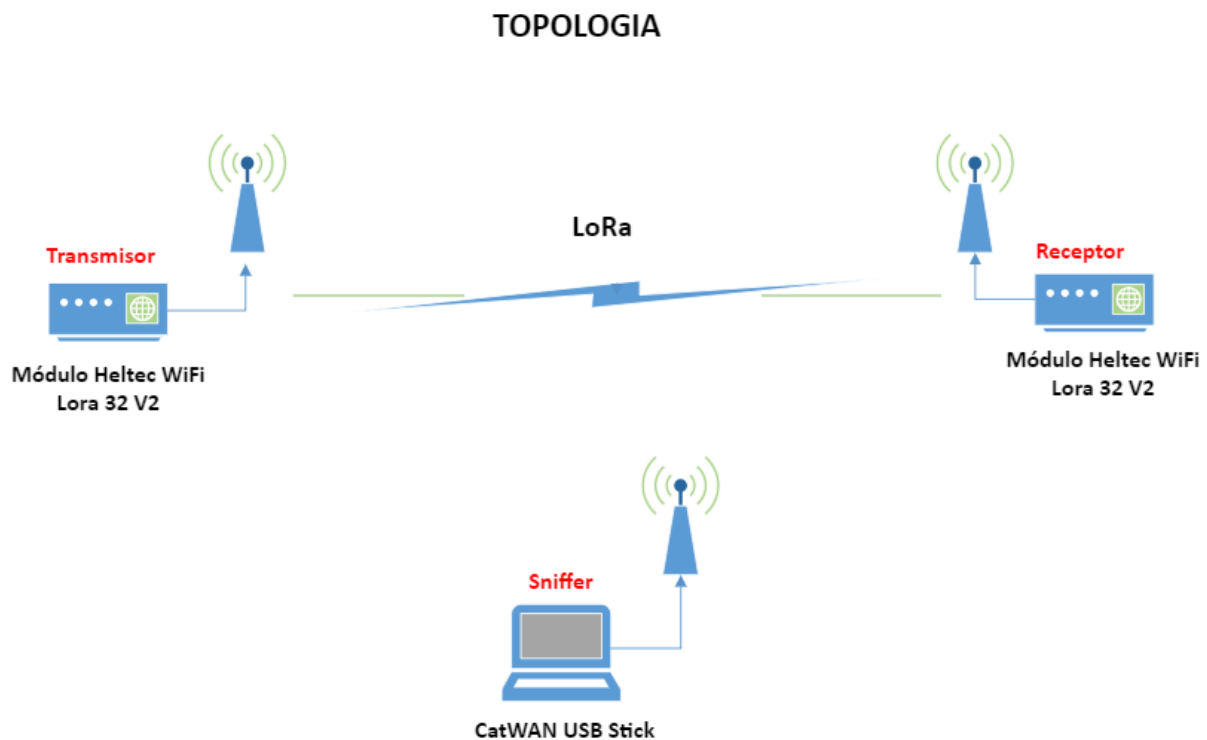 TOPOLOGIA
LoRa
Transmisor
Módulo Heltec WiFi
Lora 32 V2
Receptor
Módulo Heltec WiFi
Lora 32 V2
Sniffer
CatWAN USB Stick